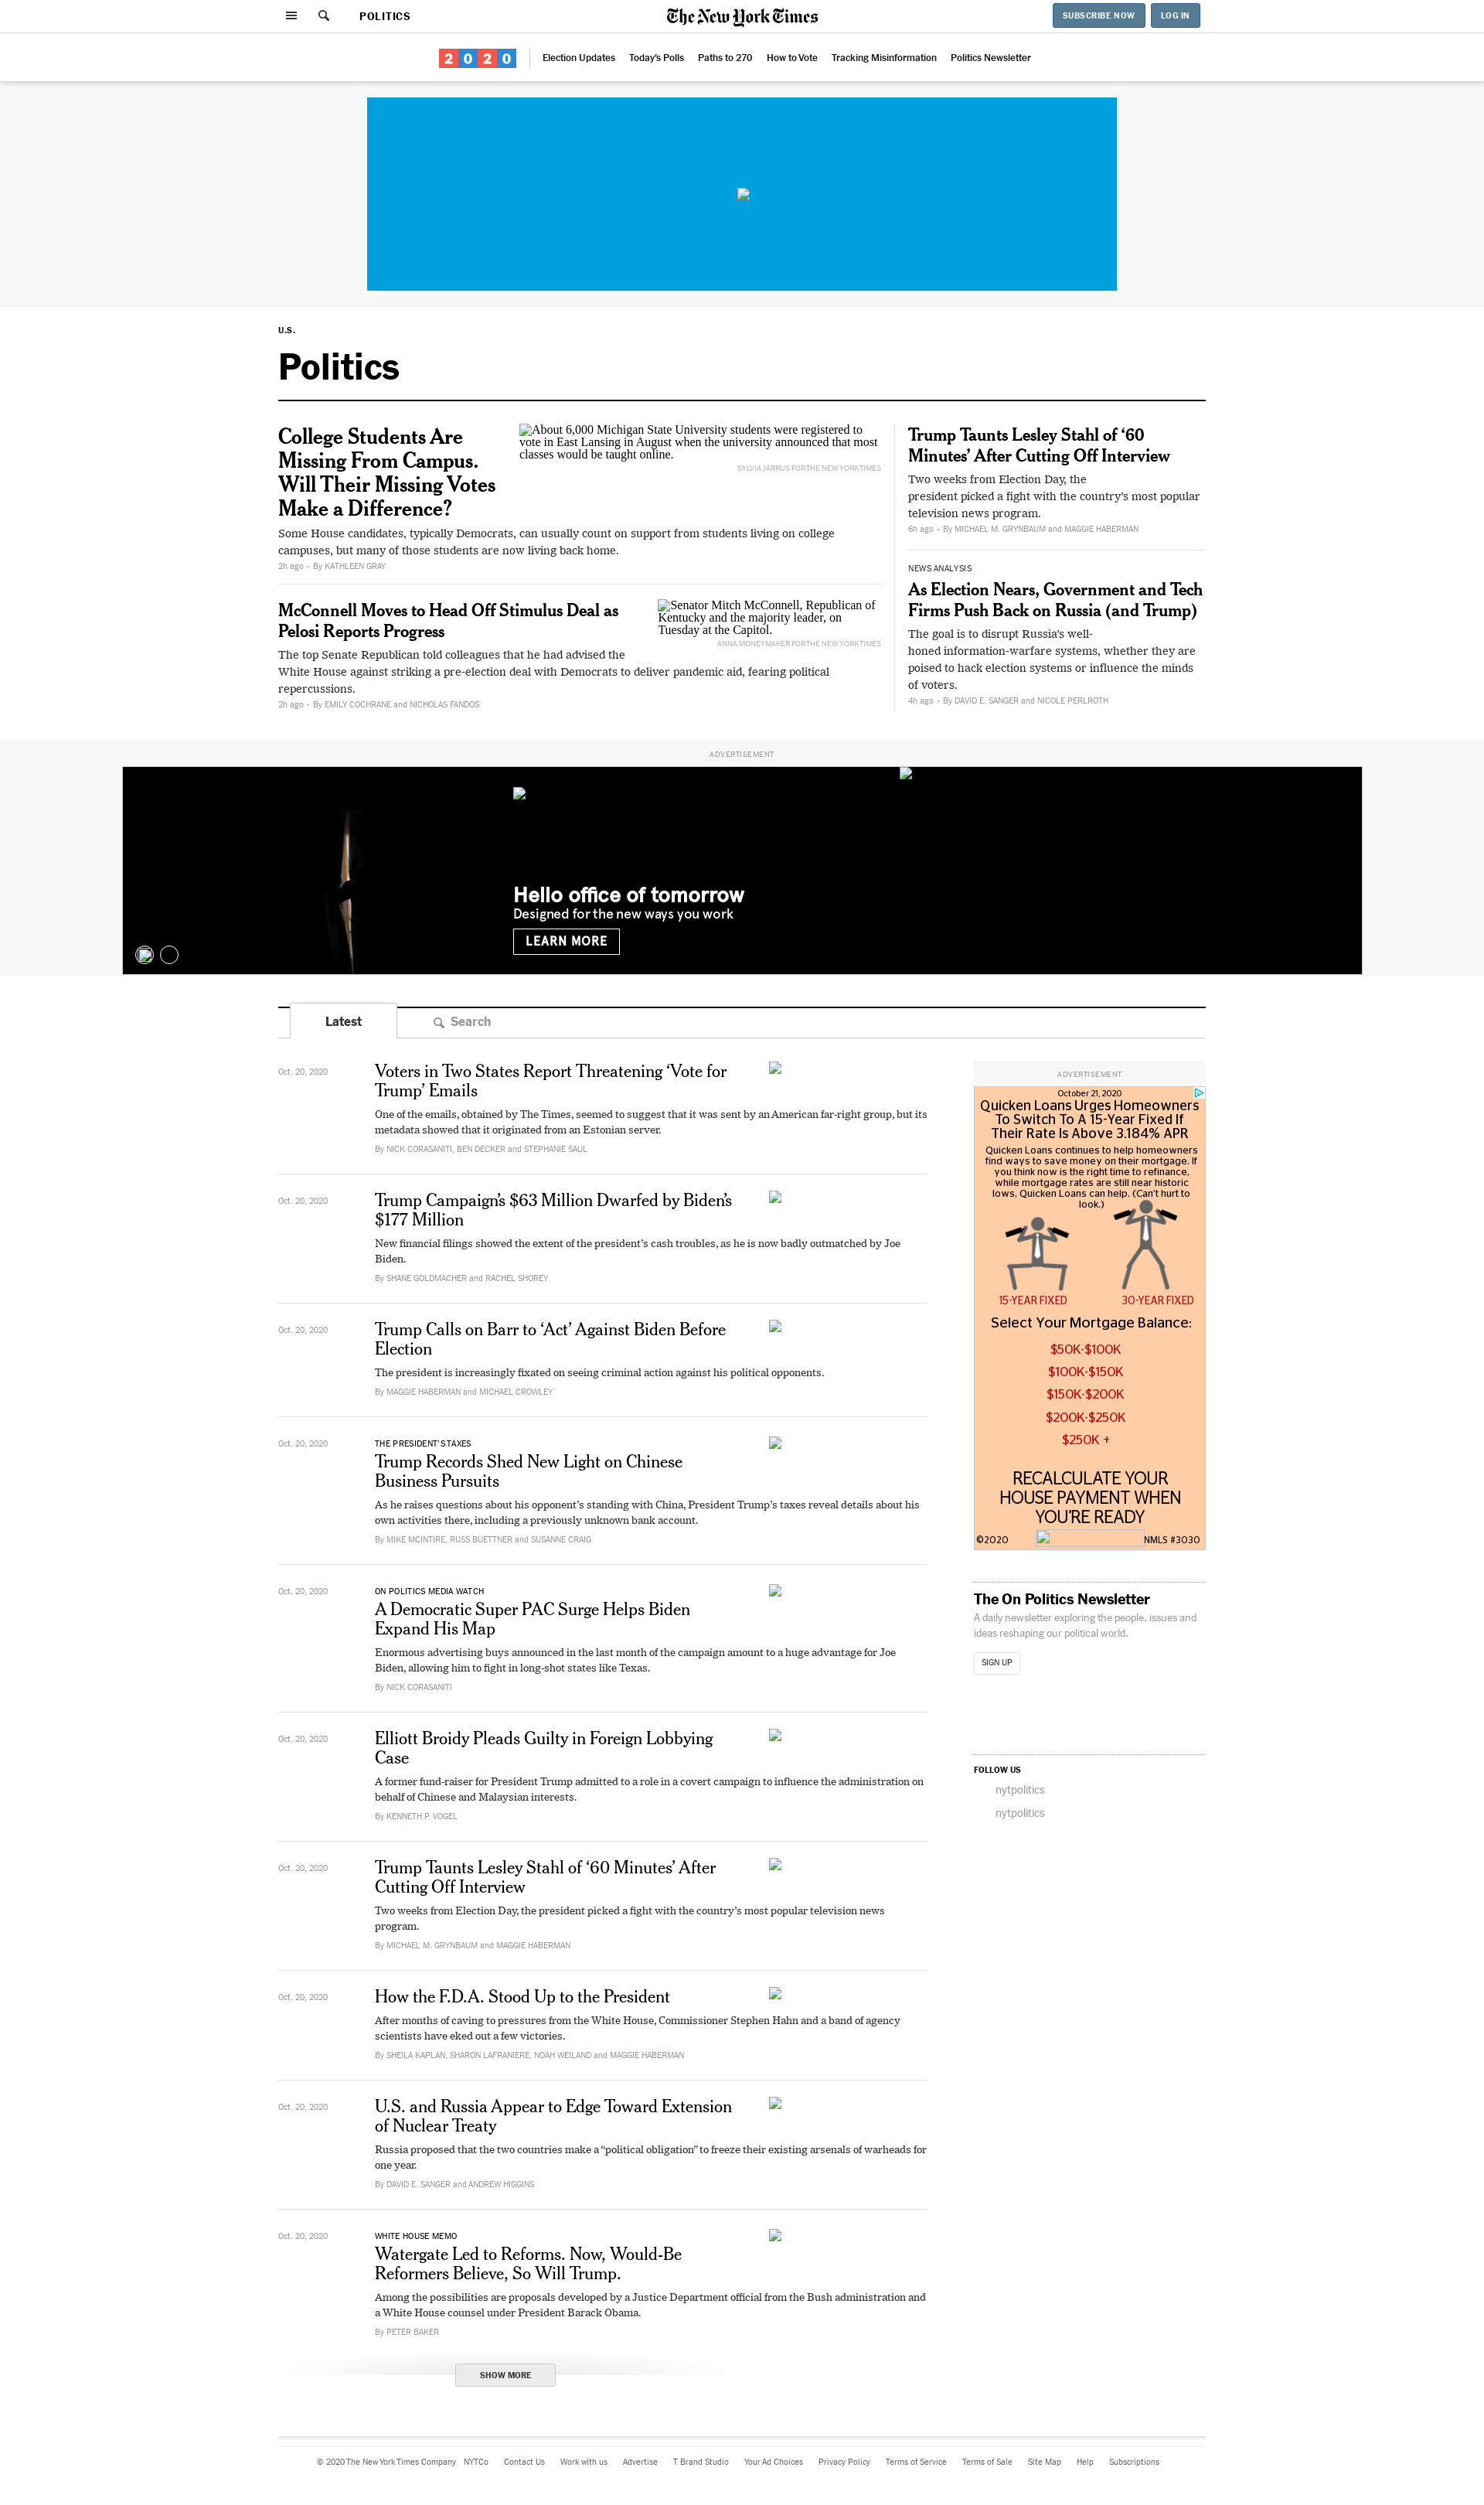 POLITICS
The New York Times
SUBSCRIBE NOW
LOG IN
2020
Election Updates
Today's Polls
Paths to 270
How to Vote
Tracking Misinformation
Politics Newsletter
U.S.
Politics
College Students Are
Missing From Campus.
Will Their Missing Votes
Make a Difference?
About 6,000 Michigan State University students were registered to
vote in East Lansing in August when the university announced that most
classes would be taught online.
SYLVIA JARRUS FOR THE NEW YORK TIMES
Some House candidates, typically Democrats, can usually count on support from students living on college
campuses, but many of those students are now living back home.
2h ago • By KATHLEEN GRAY
McConnell Moves to Head Off Stimulus Deal as
Pelosi Reports Progress
Senator Mitch McConnell, Republican of
Kentucky and the majority leader, on
Tuesday at the Capitol.
ANNA MONEYMAKER FOR THE NEW YORK TIMES
The top Senate Republican told colleagues that he had advised the
White House against striking a pre-election deal with Democrats to deliver pandemic aid, fearing political
repercussions.
2h ago • By EMILY COCHRANE and NICHOLAS FANDOS
Trump Taunts Lesley Stahl of ‘60
Minutes’ After Cutting Off Interview
Two weeks from Election Day, the
president picked a fight with the country’s most popular
television news program.
6h ago • By MICHAEL M. GRYNBAUM and MAGGIE HABERMAN
NEWS ANALYSIS
As Election Nears, Government and Tech
Firms Push Back on Russia (and Trump)
The goal is to disrupt Russia’s well-
honed information-warfare systems, whether they are
poised to hack election systems or influence the minds
of voters.
4h ago • By DAVID E. SANGER and NICOLE PERLROTH
ADVERTISEMENT
Hello office of tomorrow
Designed for the new ways you work
LEARN MORE
Latest
Search
Oct. 20, 2020
Voters in Two States Report Threatening ‘Vote for
Trump’ Emails
One of the emails, obtained by The Times, seemed to suggest that it was sent by an American far-right group, but its
metadata showed that it originated from an Estonian server.
By NICK CORASANITI, BEN DECKER and STEPHANIE SAUL
Oct. 20, 2020
Trump Campaign’s $63 Million Dwarfed by Biden’s
$177 Million
New financial filings showed the extent of the president’s cash troubles, as he is now badly outmatched by Joe
Biden.
By SHANE GOLDMACHER and RACHEL SHOREY
Oct. 20, 2020
Trump Calls on Barr to ‘Act’ Against Biden Before
Election
The president is increasingly fixated on seeing criminal action against his political opponents.
By MAGGIE HABERMAN and MICHAEL CROWLEY
Oct. 20, 2020
THE PRESIDENT’S TAXES
Trump Records Shed New Light on Chinese
Business Pursuits
As he raises questions about his opponent’s standing with China, President Trump’s taxes reveal details about his
own activities there, including a previously unknown bank account.
By MIKE MCINTIRE, RUSS BUETTNER and SUSANNE CRAIG
Oct. 20, 2020
ON POLITICS MEDIA WATCH
A Democratic Super PAC Surge Helps Biden
Expand His Map
Enormous advertising buys announced in the last month of the campaign amount to a huge advantage for Joe
Biden, allowing him to fight in long-shot states like Texas.
By NICK CORASANITI
Oct. 20, 2020
Elliott Broidy Pleads Guilty in Foreign Lobbying
Case
A former fund-raiser for President Trump admitted to a role in a covert campaign to influence the administration on
behalf of Chinese and Malaysian interests.
By KENNETH P. VOGEL
Oct. 20, 2020
Trump Taunts Lesley Stahl of ‘60 Minutes’ After
Cutting Off Interview
Two weeks from Election Day, the president picked a fight with the country’s most popular television news
program.
By MICHAEL M. GRYNBAUM and MAGGIE HABERMAN
Oct. 20, 2020
How the F.D.A. Stood Up to the President
After months of caving to pressures from the White House, Commissioner Stephen Hahn and a band of agency
scientists have eked out a few victories.
By SHEILA KAPLAN, SHARON LAFRANIERE, NOAH WEILAND and MAGGIE HABERMAN
Oct. 20, 2020
U.S. and Russia Appear to Edge Toward Extension
of Nuclear Treaty
Russia proposed that the two countries make a “political obligation” to freeze their existing arsenals of warheads for
one year.
By DAVID E. SANGER and ANDREW HIGGINS
Oct. 20, 2020
WHITE HOUSE MEMO
Watergate Led to Reforms. Now, Would-Be
Reformers Believe, So Will Trump.
Among the possibilities are proposals developed by a Justice Department official from the Bush administration and
a White House counsel under President Barack Obama.
By PETER BAKER
SHOW MORE
ADVERTISEMENT
October 21, 2020
Quicken Loans Urges Homeowners
To Switch To A 15-Year Fixed If
Their Rate Is Above 3.184% APR
Quicken Loans continues to help homeowners
find ways to save money on their mortgage. If
you think now is the right time to refinance,
while mortgage rates are still near historic
lows, Quicken Loans can help. (Can't hurt to
look.)
15-YEAR FIXED
30-YEAR FIXED
Select Your Mortgage Balance:
$50K-$100K
$100K-$150K
$150K-$200K
$200K-$250K
$250K +
RECALCULATE YOUR
HOUSE PAYMENT WHEN
YOU'RE READY
©2020
NMLS #3030
The On Politics Newsletter
A daily newsletter exploring the people, issues and
ideas reshaping our political world.
SIGN UP
FOLLOW US
nytpolitics
nytpolitics
© 2020 The New York Times Company
NYTCo
Contact Us
Work with us
Advertise
T Brand Studio
Your Ad Choices
Privacy Policy
Terms of Service
Terms of Sale
Site Map
Help
Subscriptions